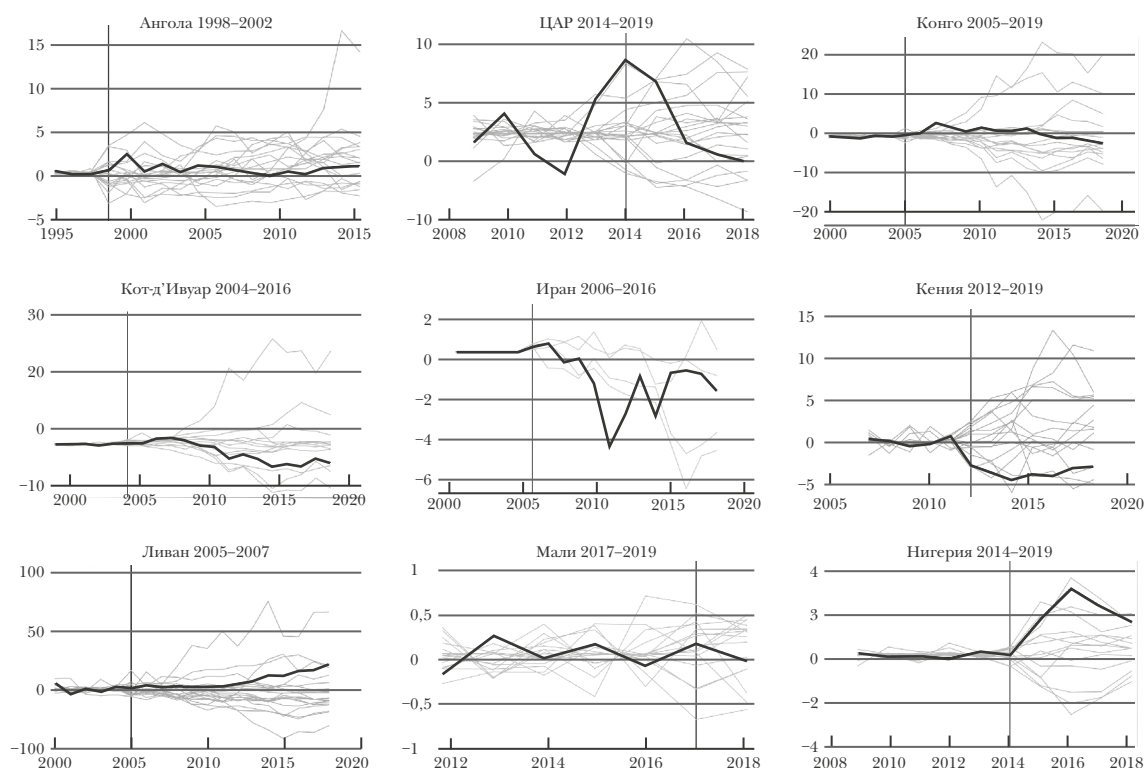 Ангола 1998–2002
15
10
5
0
−5
1995 2000 2005 2010 2015
ЦАР 2014–2019
10
5
0
−10
2008 2010 2012 2014 2016 2018
Конго 2005–2019
20
10
0
−10
−20
2000 2005 2010 2015 2020
Кот-д’Ивуар 2004–2016
30
20
0
−10
2000 2005 2010 2015 2020
Иран 2006–2016
2
0
−2
−4
−6
2000 2005 2010 2015 2020
Кения 2012–2019
15
10
5
0
−5
2005 2010 2015 2020
Ливан 2005–2007
100
50
0
−100
2000 2005 2010 2015 2020
Мали 2017–2019
1
0,5
0
−0,5
−1
2012 2014 2016 2018
Нигерия 2014–2019
4
3
0
−2
−4
2008 2010 2012 2014 2016 2018